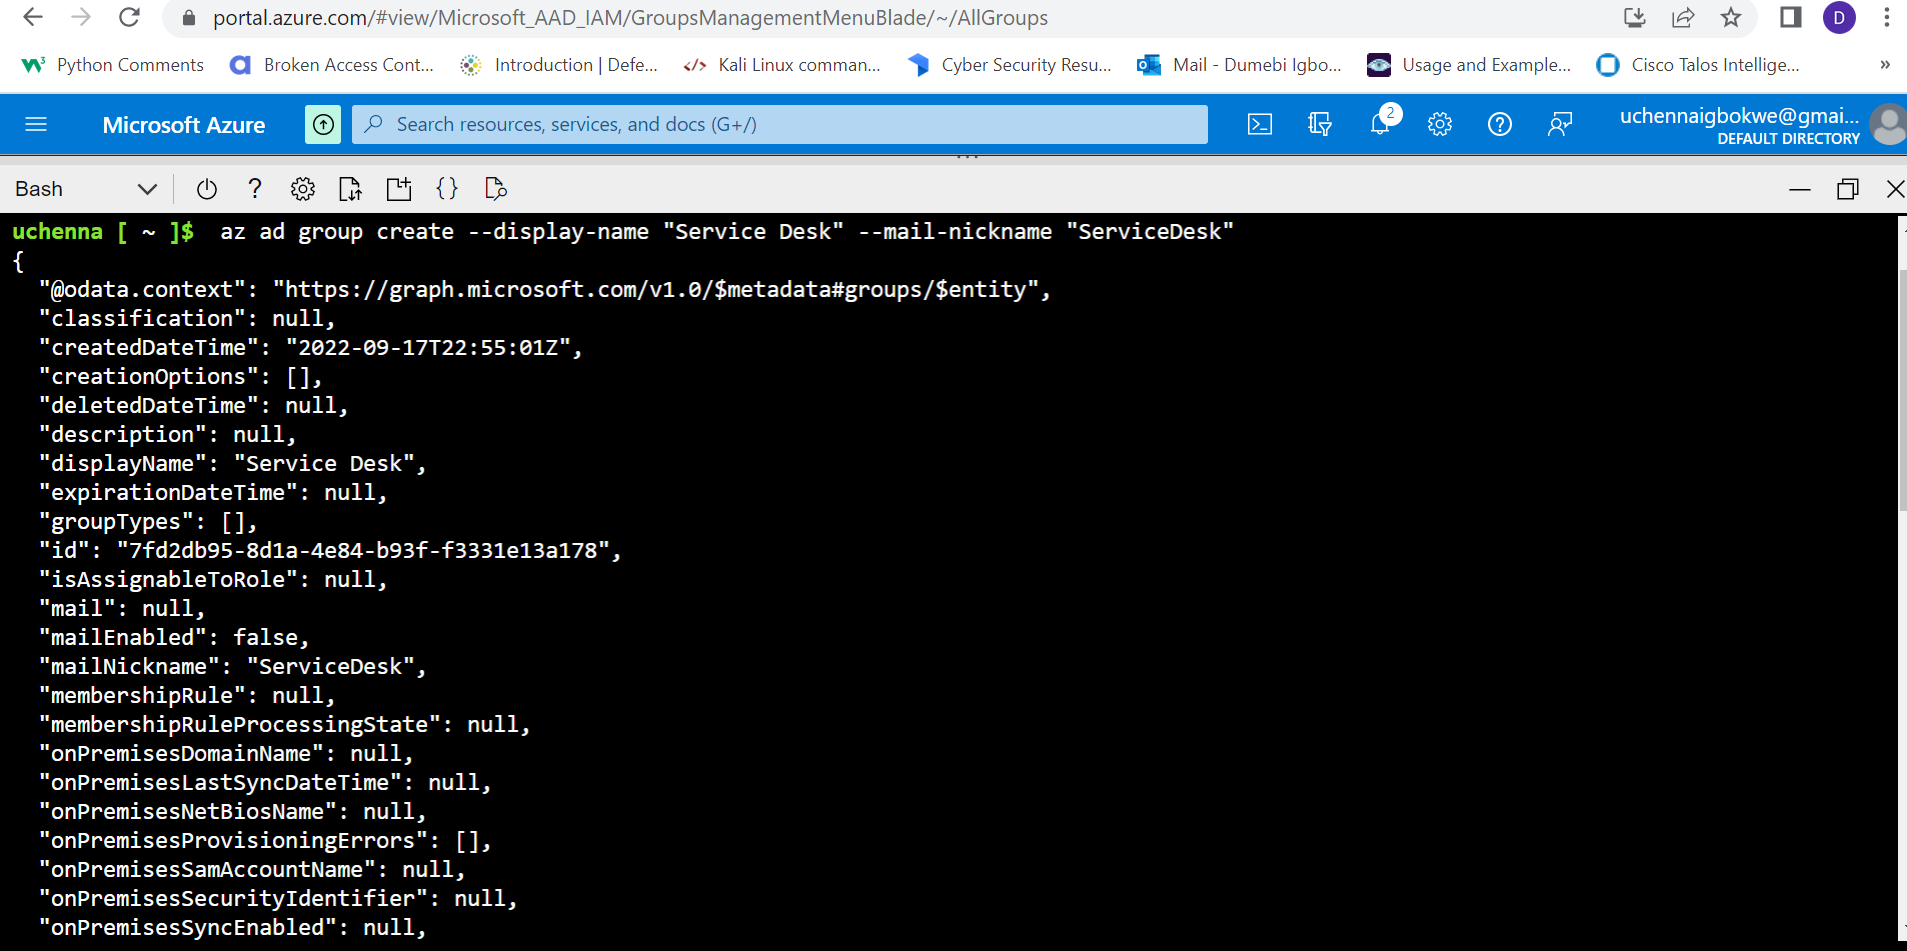 portal.azure.com/#view/Microsoft_AAD_IAM/GroupsManagementMenuBlade/~/AllGroups
D
W3 Python Comments Broken Access Cont... Introduction | Defe... </> Kali Linux comman... Cyber Security Resu... Mail - Dumebi Igbo... Usage and Example... Cisco Talos Intellige... »
Microsoft Azure Search resources, services, and docs (G+/) 2 uchennaigbokwe@gmai...
DEFAULT DIRECTORY
Bash
uchenna [ ~ ]$ az ad group create --display-name "Service Desk" --mail-nickname "ServiceDesk"
{
"@odata.context": "https://graph.microsoft.com/v1.0/$metadata#groups/$entity",
"classification": null,
"createdDateTime": "2022-09-17T22:55:01Z",
"creationOptions": [],
"deletedDateTime": null,
"description": null,
"displayName": "Service Desk",
"expirationDateTime": null,
"groupTypes": [],
"id": "7fd2db95-8d1a-4e84-b93f-f3331e13a178",
"isAssignableToRole": null,
"mail": null,
"mailEnabled": false,
"mailNickname": "ServiceDesk",
"membershipRule": null,
"membershipRuleProcessingState": null,
"onPremisesDomainName": null,
"onPremisesLastSyncDateTime": null,
"onPremisesNetBiosName": null,
"onPremisesProvisioningErrors": [],
"onPremisesSamAccountName": null,
"onPremisesSecurityIdentifier": null,
"onPremisesSyncEnabled": null,